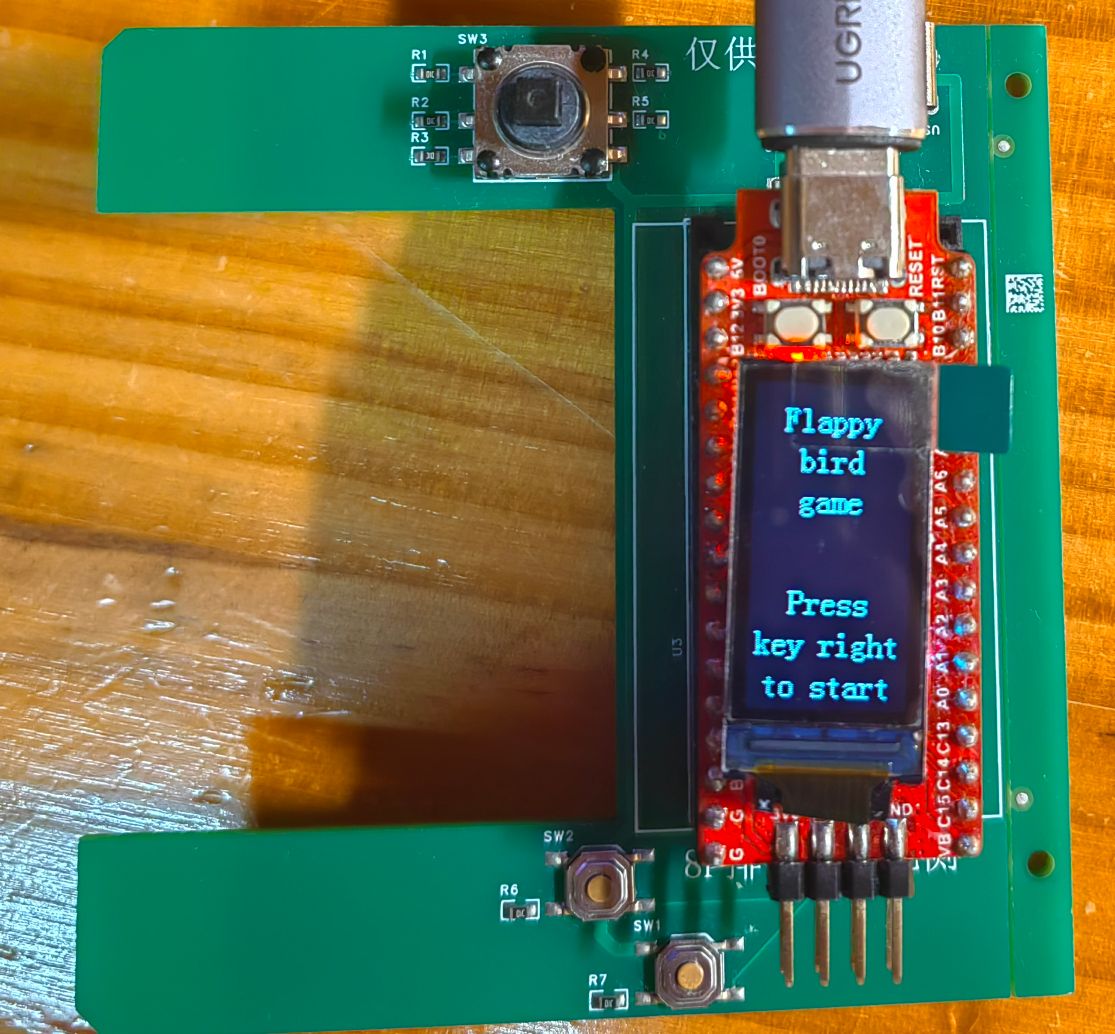 SW3
R1
R2
R3
R4
R5
仅供
UGR
BOOT0
RESET
5V
3V3
B12
RST
B11
B10
Flappy
bird
game
Press
key right
to start
A6
A5
A4
A3
A2
A1
A0
C13
C14
C15
VB
U3
B
G
G
ND
SW2
R6
SW1
R7